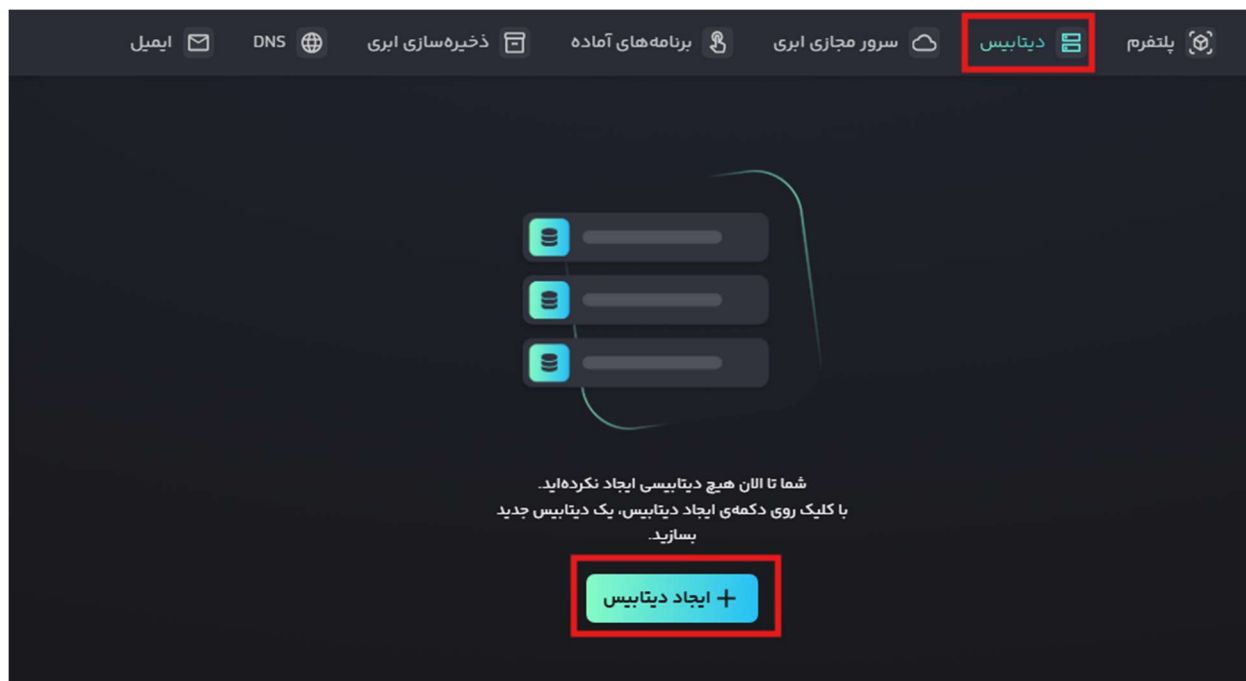 پلتفرم
دیتابیس
سرور مجازی ابری
برنامه‌های آماده
ذخیره‌سازی ابری
DNS
ایمیل
شما تا الان هیچ دیتابیسی ایجاد نکرده‌اید.
با کلیک روی دکمه‌ی ایجاد دیتابیس، یک دیتابیس جدید
بسازید.
+ ایجاد دیتابیس